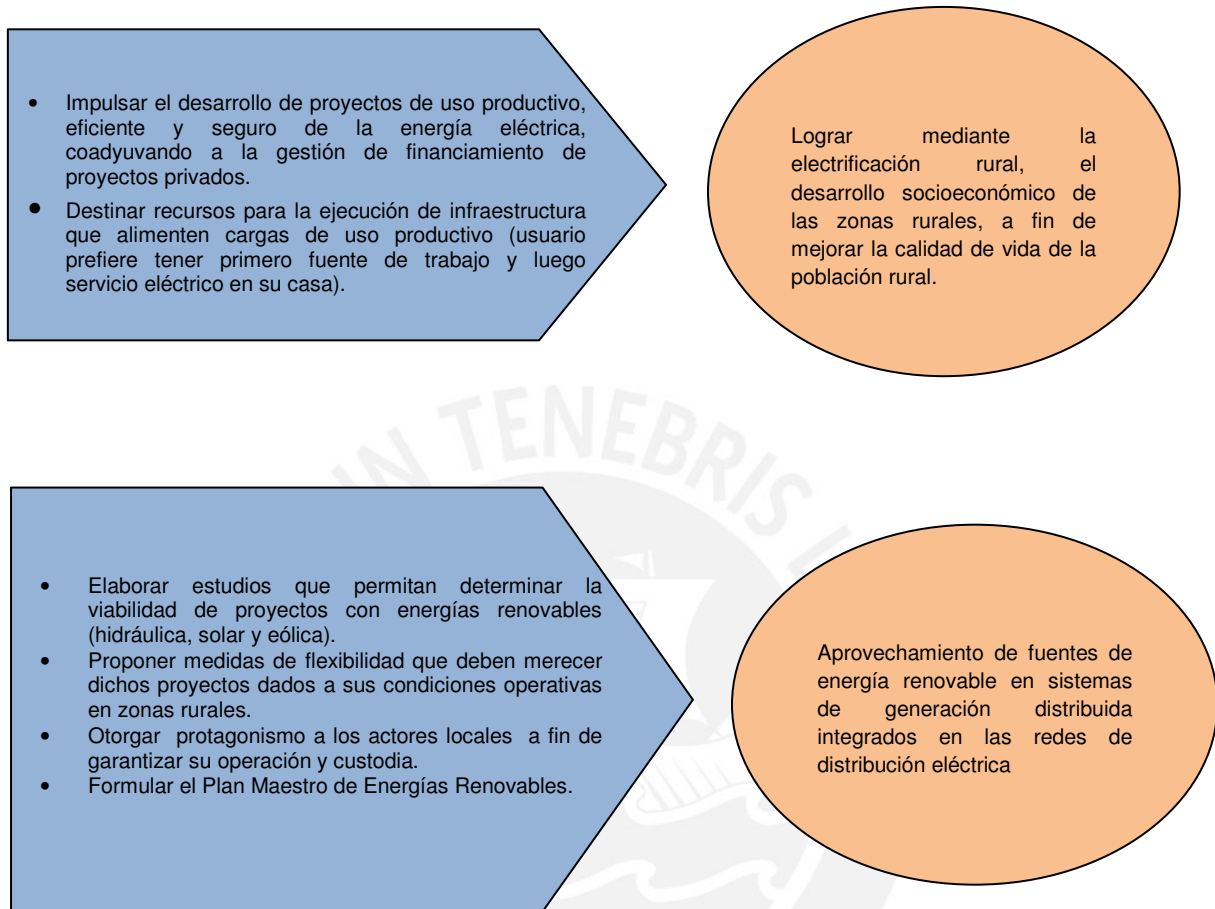 • Impulsar el desarrollo de proyectos de uso productivo,
eficiente y seguro de la energía eléctrica,
coadyuvando a la gestión de financiamiento de
proyectos privados.
• Destinar recursos para la ejecución de infraestructura
que alimenten cargas de uso productivo (usuario
prefiere tener primero fuente de trabajo y luego
servicio eléctrico en su casa).
Lograr mediante la
electrificación rural, el
desarrollo socioeconómico de
las zonas rurales, a fin de
mejorar la calidad de vida de la
población rural.
IN TENEBRIS L
• Elaborar estudios que permitan determinar la
viabilidad de proyectos con energías renovables
(hidráulica, solar y eólica).
• Proponer medidas de flexibilidad que deben merecer
dichos proyectos dados a sus condiciones operativas
en zonas rurales.
• Otorgar protagonismo a los actores locales a fin de
garantizar su operación y custodia.
• Formular el Plan Maestro de Energías Renovables.
Aprovechamiento de fuentes de
energía renovable en sistemas
de generación distribuida
integrados en las redes de
distribución eléctrica